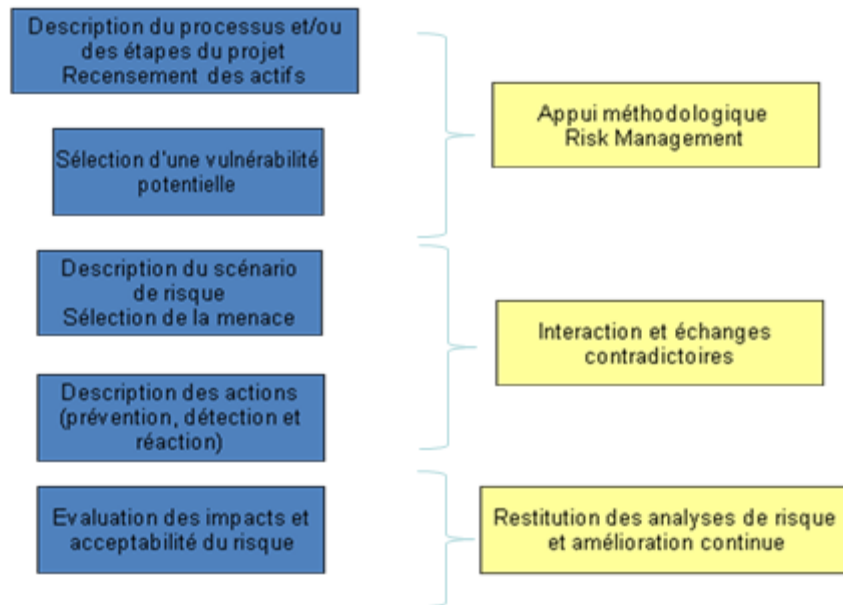 Description du processus et/ou
des étapes du projet
Recensement des actifs
Sélection d'une vulnérabilité
potentielle
Appui méthodologique
Risk Management
Description du scénario
de risque
Sélection de la menace
Description des actions
(prévention, détection et
réaction)
Interaction et échanges
contradictoires
Evaluation des impacts et
acceptabilité du risque
Restitution des analyses de risque
et amélioration continue